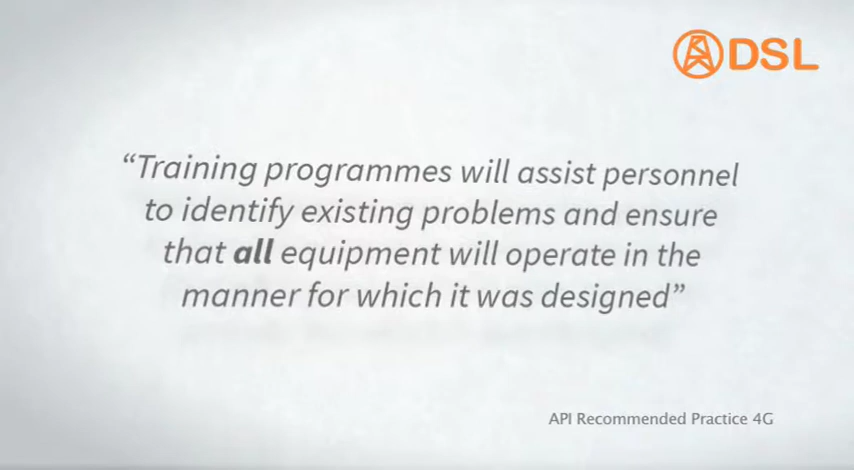 DSL
“Training programmes will assist personnel
to identify existing problems and ensure
that all equipment will operate in the
manner for which it was designed”
API Recommended Practice 4G